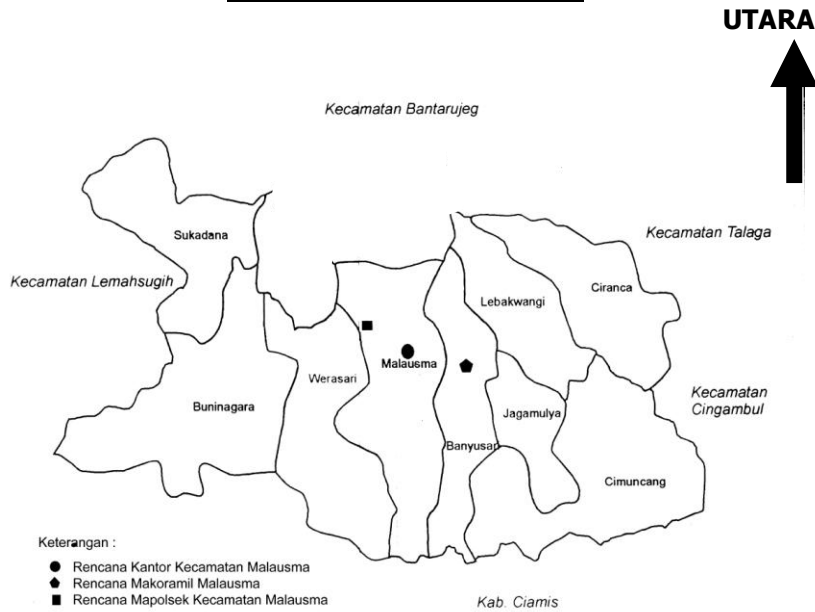 UTARA
Kecamatan Bantarujeg
Kecamatan Talaga
Sukadana
Kecamatan Lemahsugih
Ciranca
Lebakwangi
Malausma
Werasari
Kecamatan
Cingambul
Buninagara
Jagamulya
Banyusari
Cimuncang
Keterangan :
Rencana Kantor Kecamatan Malausma
Rencana Makoramil Malausma
Rencana Mapolsek Kecamatan Malausma
Kab. Ciamis